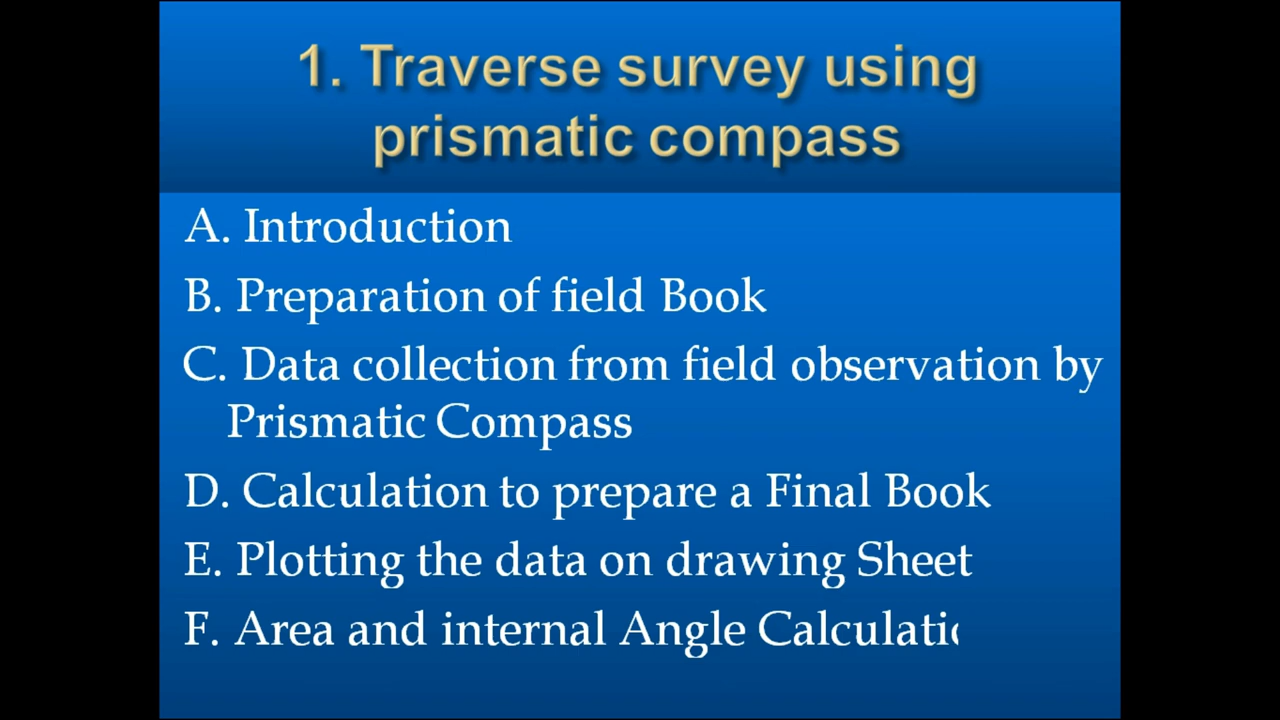 1. Traverse survey using
prismatic compass
A. Introduction
B. Preparation of field Book
C. Data collection from field observation by
Prismatic Compass
D. Calculation to prepare a Final Book
E. Plotting the data on drawing Sheet
F. Area and internal Angle